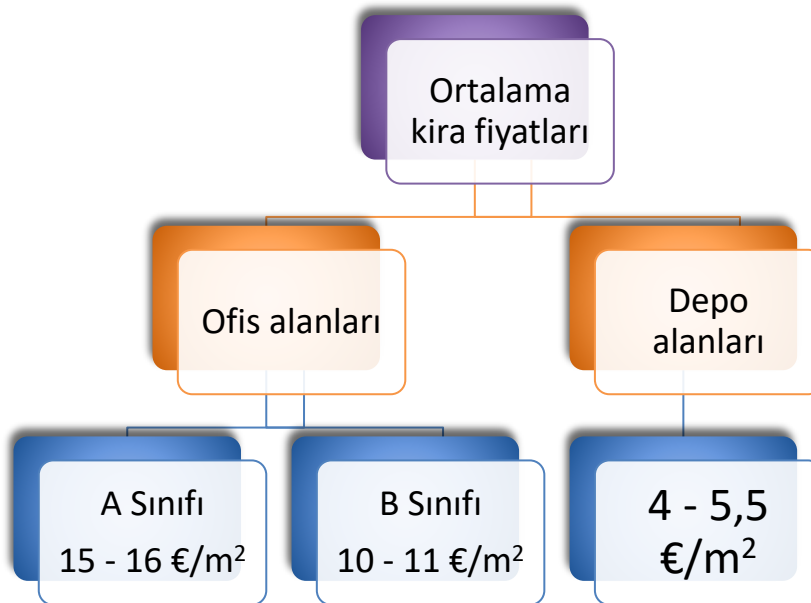 Ortalama
kira fiyatları
Ofis alanları
Depo
alanları
A Sınıfı
15 - 16 €/m²
B Sınıfı
10 - 11 €/m²
4 - 5,5
€/m²